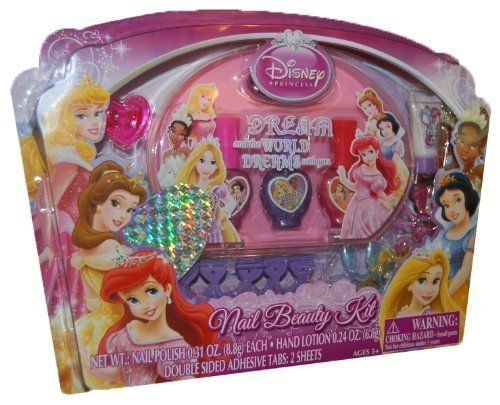 Disney
PRINCESS
DREAM
and the WORLD
DREAMS with you
Nail Beauty Kit
NET WT.: NAIL POLISH 0.31 OZ. (8.8g) EACH • HAND LOTION 0.24 OZ. (6.8g)
DOUBLE SIDED ADHESIVE TABS: 2 SHEETS
AGES 5+
WARNING:
CHOKING HAZARD - Small parts
Not for children under 3 years